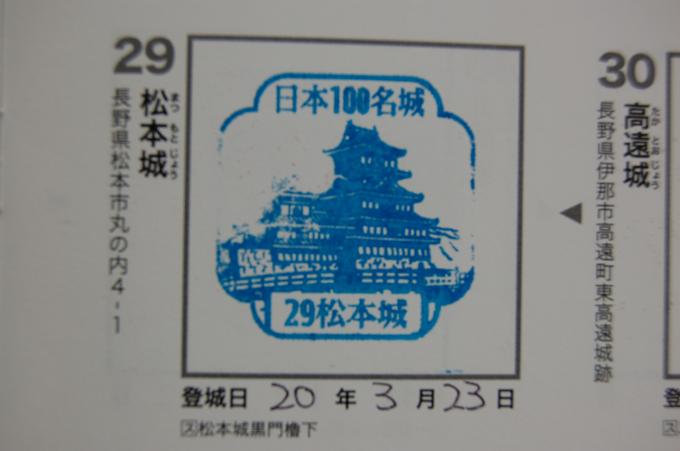 29
松本城
まつもとじょう
長野県松本市丸の内4-1
日本100名城
29松本城
登城日 20 年 3 月 23 日
ス松本城黒門櫓下
30
高遠城
たかとおじょう
長野県伊那市高遠町東高遠城跡
登
ス